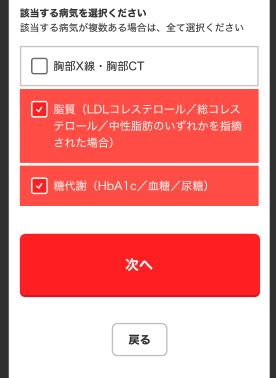 該当する病気を選択ください
該当する病気が複数ある場合は、全て選択ください
胸部X線・胸部CT
脂質（LDLコレステロール／総コレス
テロール／中性脂肪のいずれかを指摘
された場合）
糖代謝（HbA1c／血糖／尿糖）
次へ
戻る